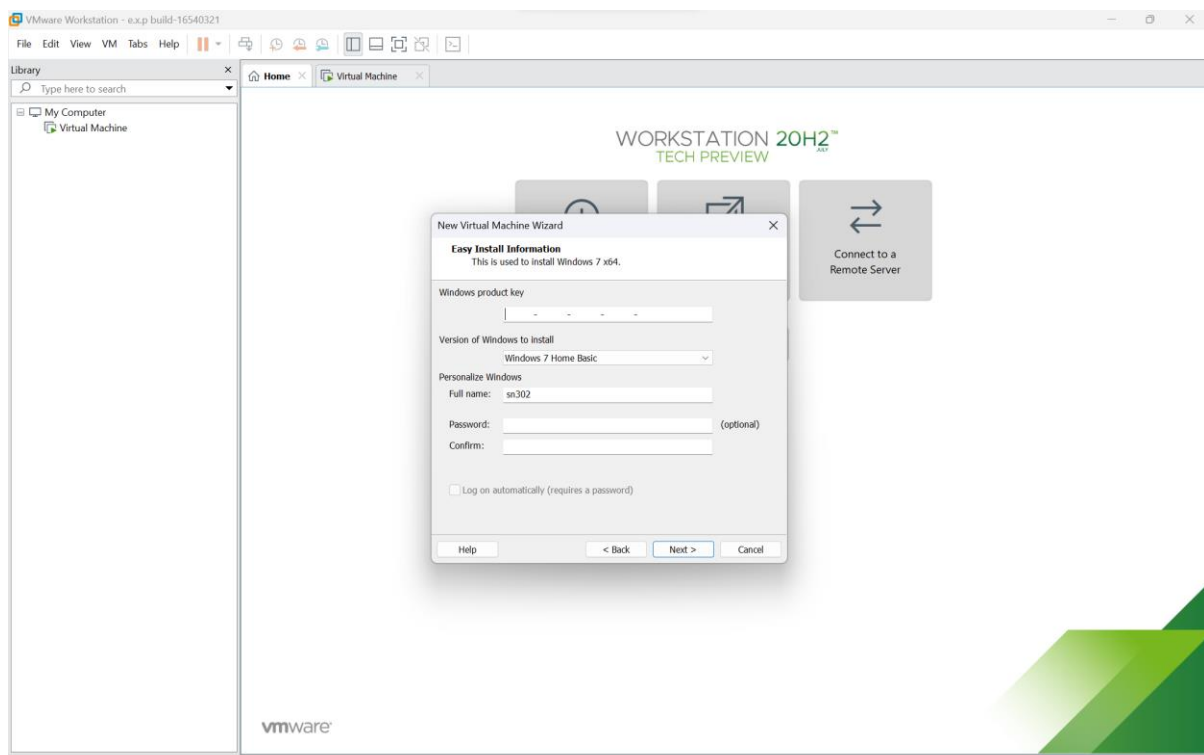 VMware Workstation - e.x.p build-16540321
File Edit View VM Tabs Help
Library
Type here to search
My Computer
Virtual Machine
Home
Virtual Machine
WORKSTATION 20H2™
JULY
TECH PREVIEW
Connect to a
Remote Server
New Virtual Machine Wizard
Easy Install Information
This is used to install Windows 7 x64.
Windows product key
- - - -
Version of Windows to install
Windows 7 Home Basic
Personalize Windows
Full name: sn302
Password: (optional)
Confirm:
Log on automatically (requires a password)
Help < Back Next > Cancel
vmware